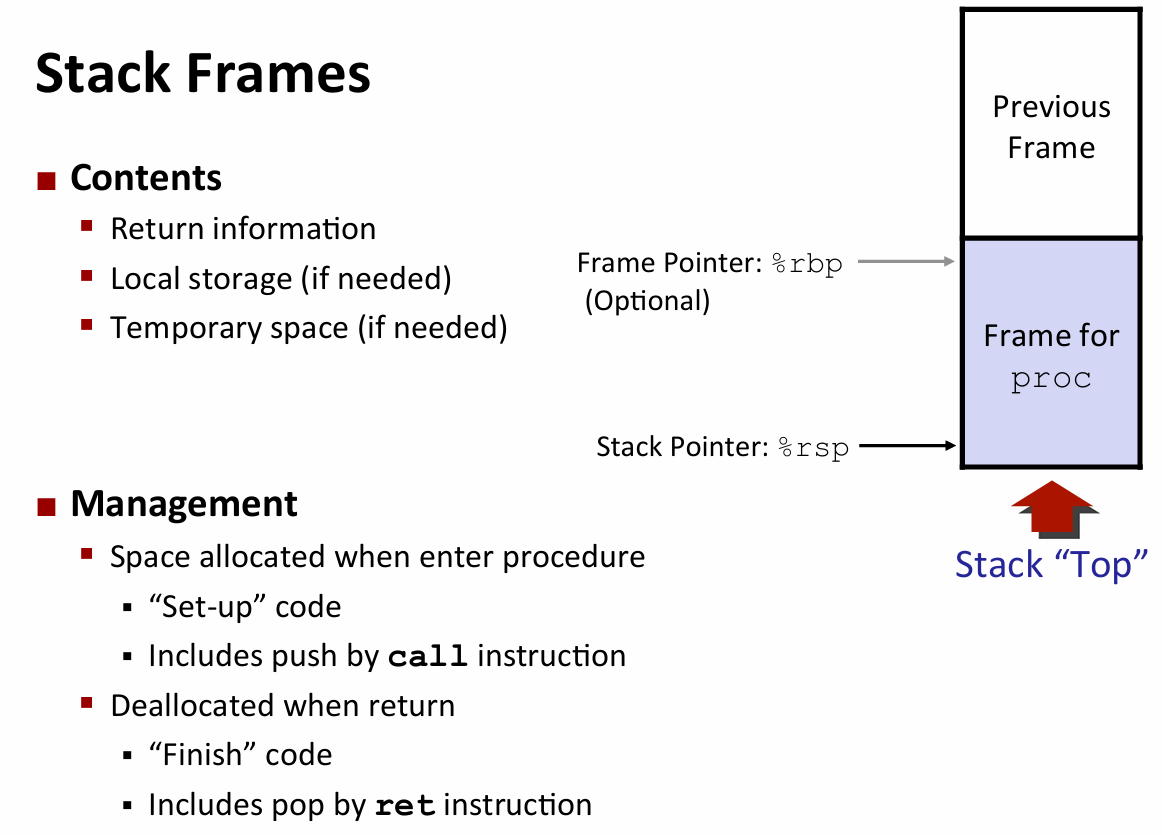 Stack Frames
Contents
Return information
Local storage (if needed)
Temporary space (if needed)
Management
Space allocated when enter procedure
“Set-up” code
Includes push by call instruction
Deallocated when return
“Finish” code
Includes pop by ret instruction
Previous
Frame
Frame Pointer: %rbp
(Optional)
Frame for
proc
Stack Pointer: %rsp
Stack “Top”